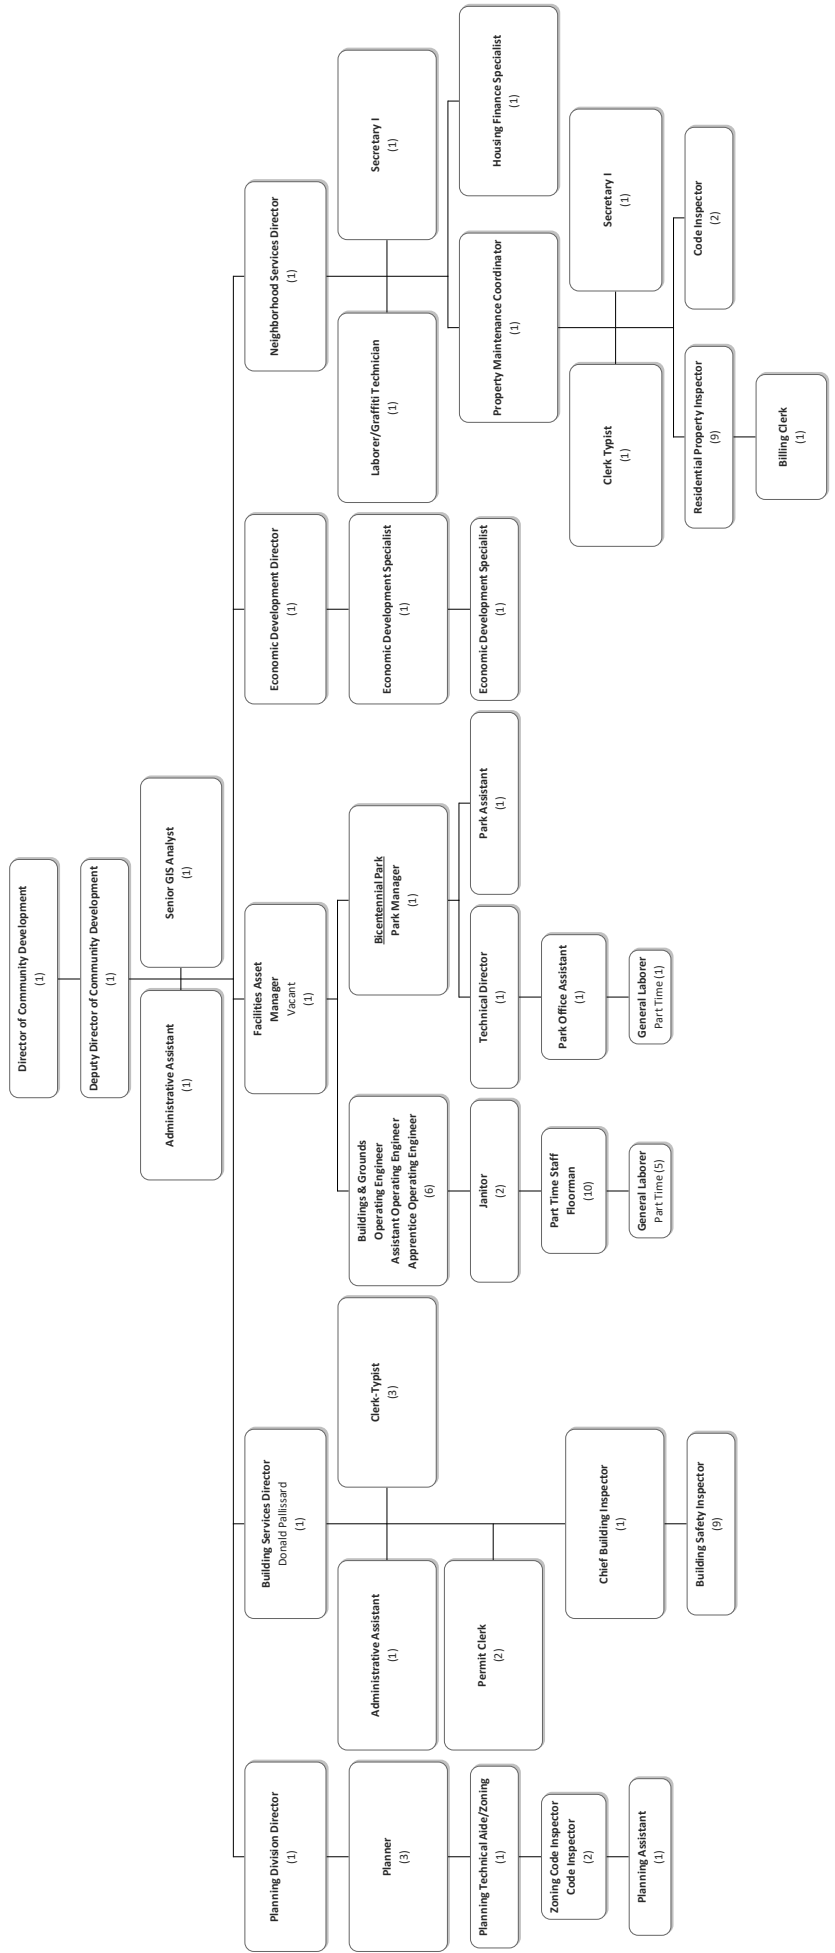 Director of Community Development
(1)
Deputy Director of Community Development
(1)
Administrative Assistant
(1)
Senior GIS Analyst
(1)
Planning Division Director
(1)
Planner
(3)
Planning Technical Aide/Zoning
(1)
Zoning Code Inspector
Code Inspector
(2)
Planning Assistant
(1)
Building Services Director
Donald Pallissard
(1)
Administrative Assistant
(1)
Clerk-Typist
(3)
Permit Clerk
(2)
Chief Building Inspector
(1)
Building Safety Inspector
(9)
Facilities Asset
Manager
Vacant
(1)
Buildings & Grounds
Operating Engineer
Assistant Operating Engineer
Apprentice Operating Engineer
(6)
Janitor
(2)
Part Time Staff
Floorman
(10)
General Laborer
Part Time (5)
Bicentennial Park
Park Manager
(1)
Technical Director
(1)
Park Assistant
(1)
Park Office Assistant
(1)
General Laborer
Part Time (1)
Economic Development Director
(1)
Economic Development Specialist
(1)
Economic Development Specialist
(1)
Neighborhood Services Director
(1)
Laborer/Graffiti Technician
(1)
Secretary I
(1)
Property Maintenance Coordinator
(1)
Housing Finance Specialist
(1)
Clerk Typist
(1)
Secretary I
(1)
Residential Property Inspector
(9)
Code Inspector
(2)
Billing Clerk
(1)